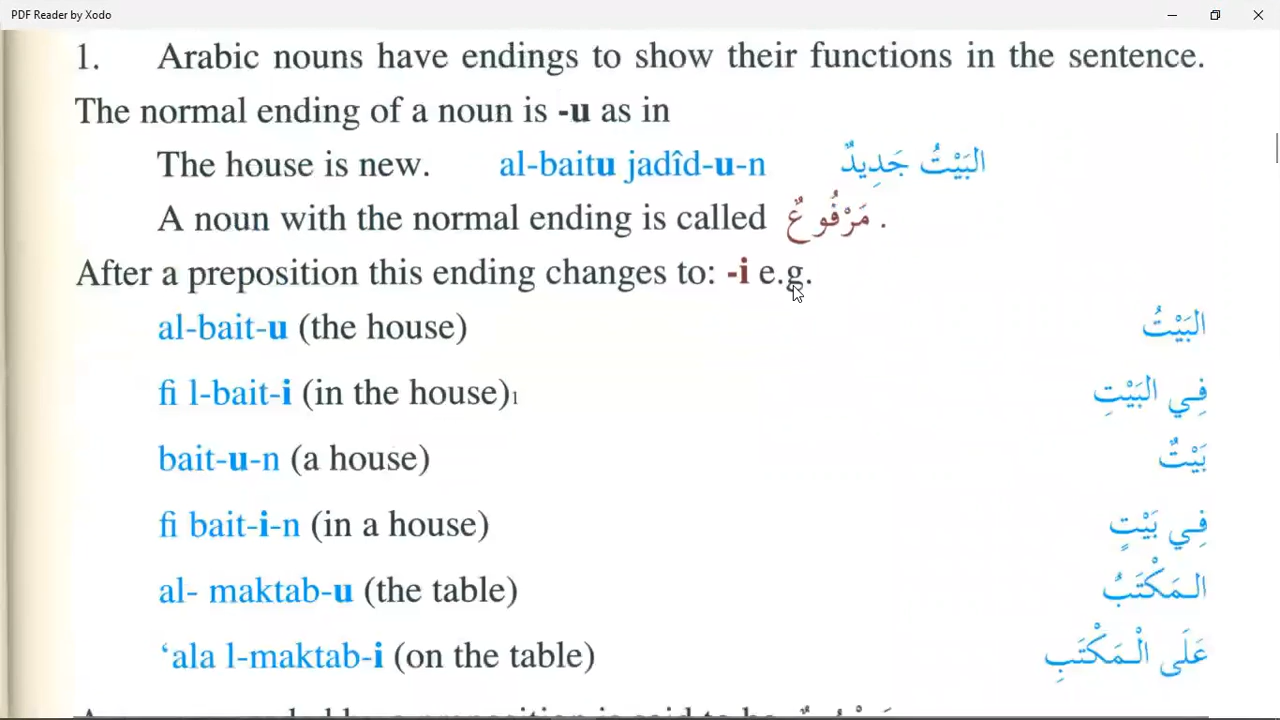 PDF Reader by Xodo
1. Arabic nouns have endings to show their functions in the sentence.
The normal ending of a noun is -u as in
The house is new. al-baitu jadîd-u-n البَيْتُ جَدِيدٌ
A noun with the normal ending is called مَرْفُوعٌ .
After a preposition this ending changes to: -i e.g.
al-bait-u (the house) البَيْتُ
fi l-bait-i (in the house)1 فِي البَيْتِ
bait-u-n (a house) بَيْتٌ
fi bait-i-n (in a house) فِي بَيْتٍ
al- maktab-u (the table) المَكْتَبُ
‘ala l-maktab-i (on the table) عَلَى الْمَكْتَبِ